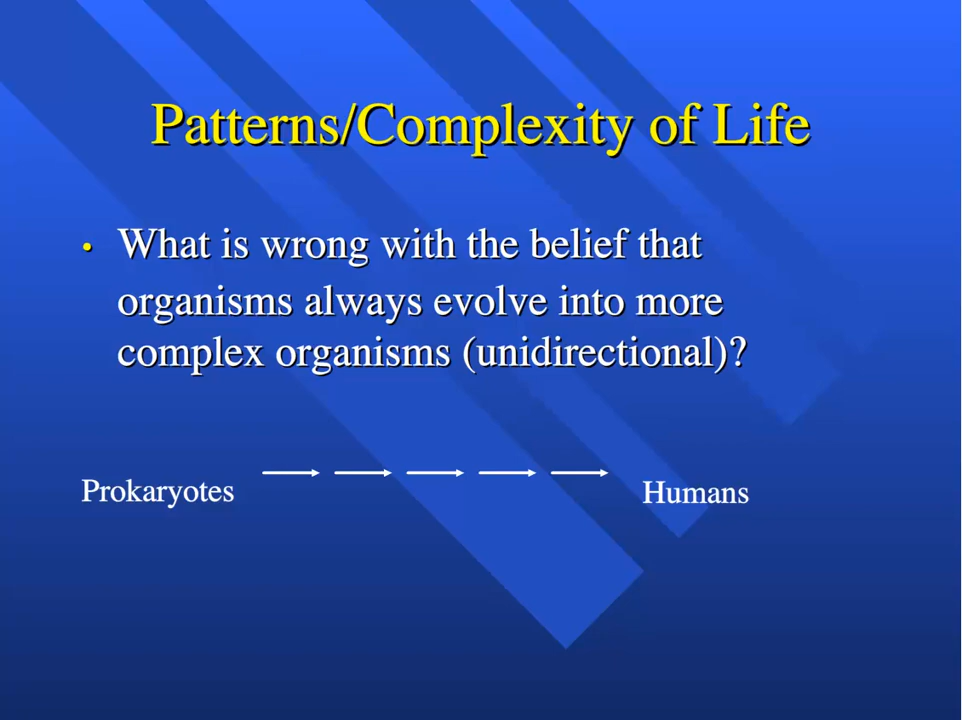 Patterns/Complexity of Life
• What is wrong with the belief that
organisms always evolve into more
complex organisms (unidirectional)?
Prokaryotes
Humans